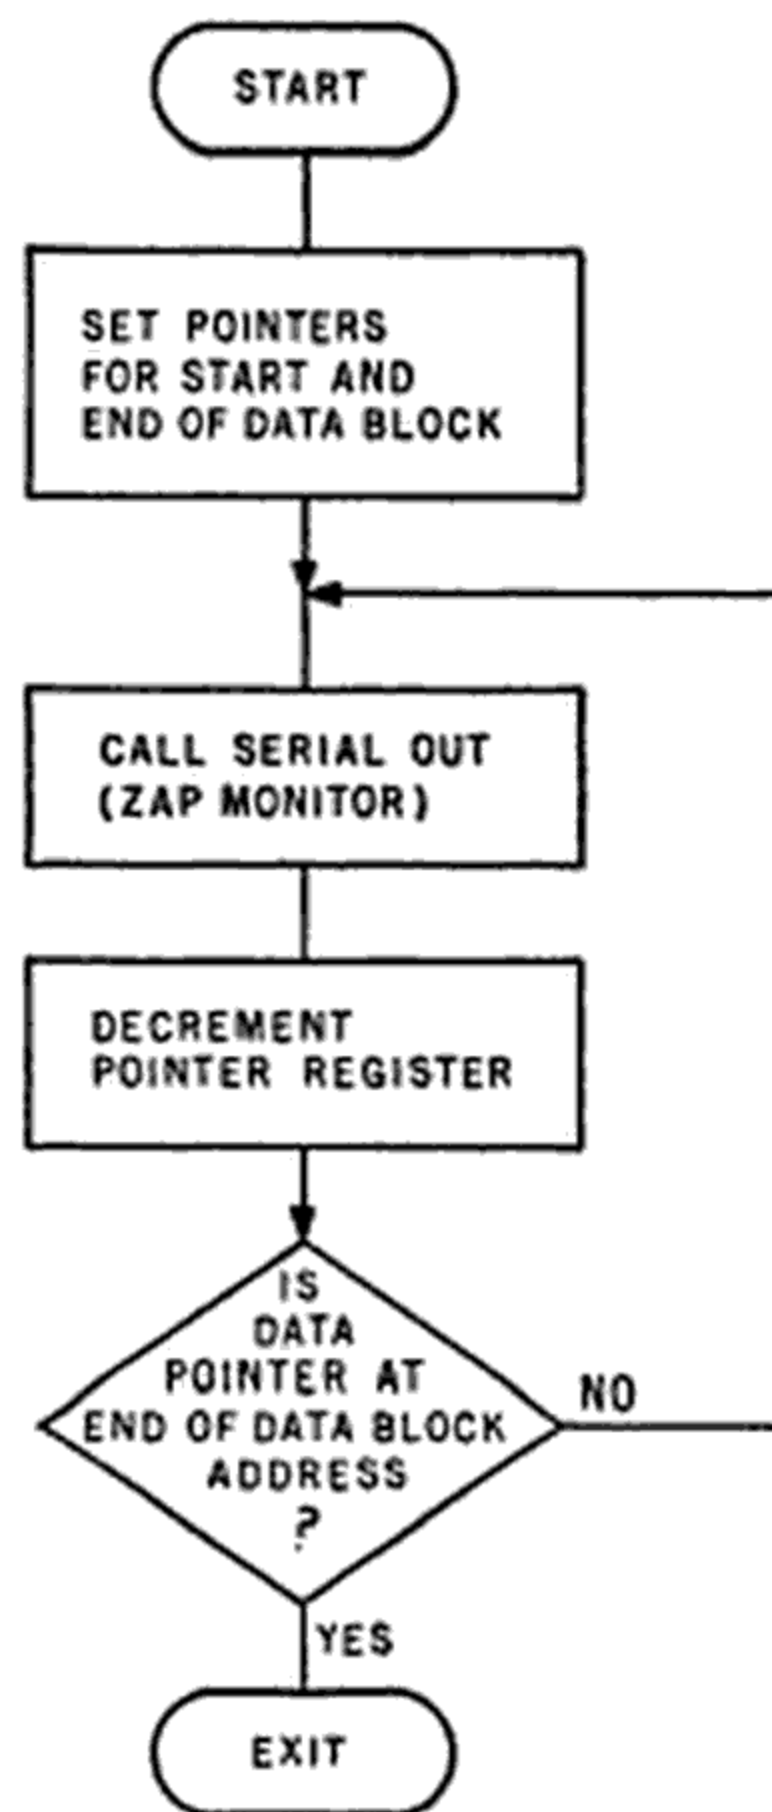 START
SET POINTERS
FOR START AND
END OF DATA BLOCK
CALL SERIAL OUT
(ZAP MONITOR)
DECREMENT
POINTER REGISTER
IS
DATA
POINTER AT
END OF DATA BLOCK
ADDRESS
?
NO
YES
EXIT